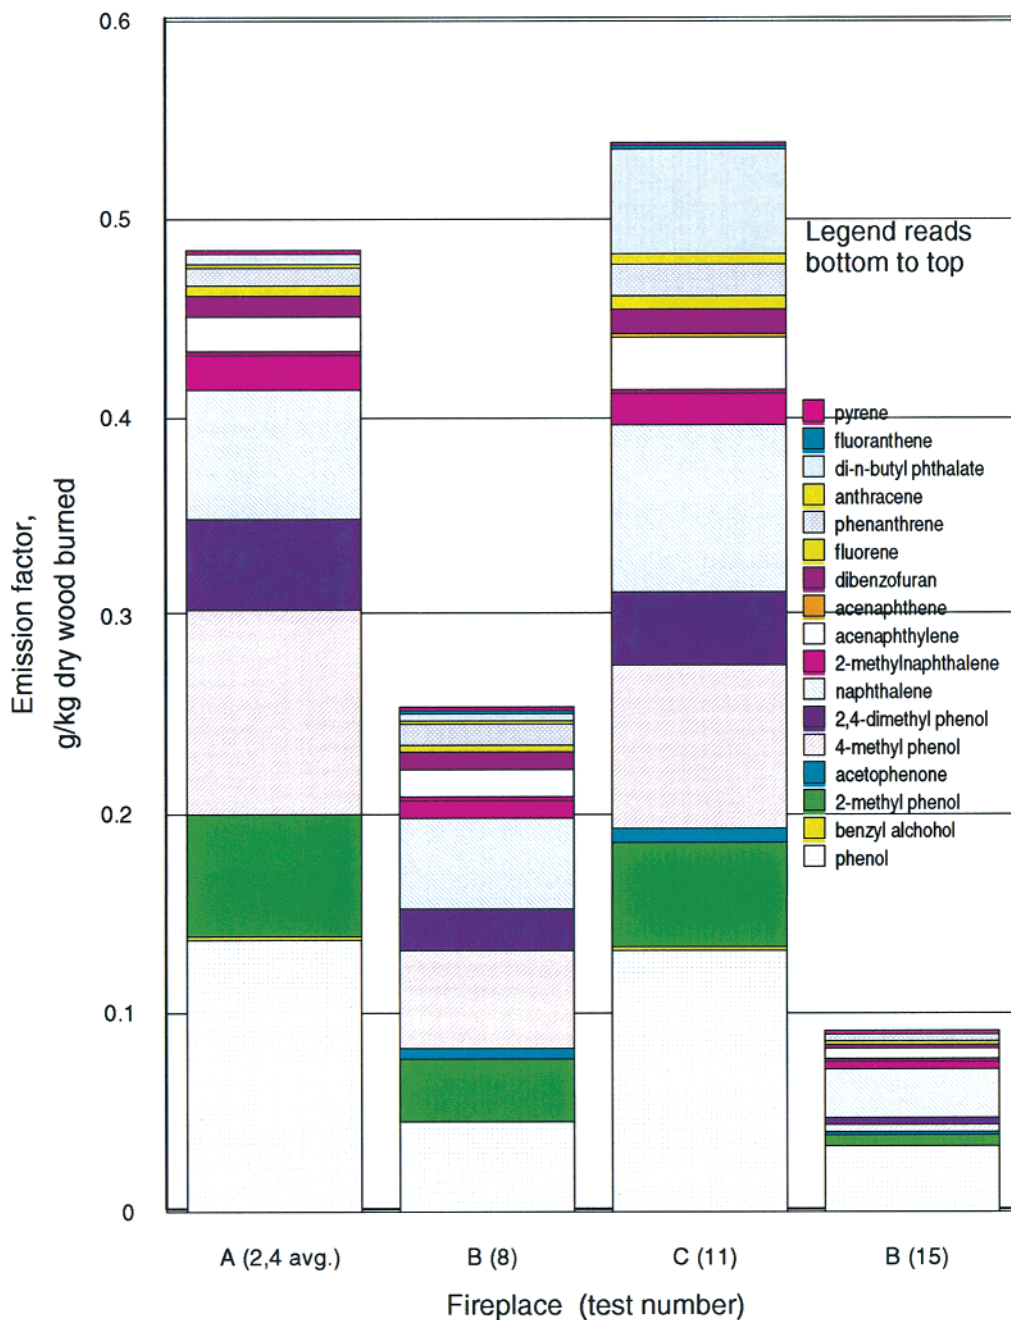 0.6
0.5
0.4
0.3
0.2
0.1
0
Emission factor,
g/kg dry wood burned
Legend reads
bottom to top
pyrene
fluoranthene
di-n-butyl phthalate
anthracene
phenanthrene
fluorene
dibenzofuran
acenaphthene
acenaphthylene
2-methylnaphthalene
naphthalene
2,4-dimethyl phenol
4-methyl phenol
acetophenone
2-methyl phenol
benzyl alchohol
phenol
A (2,4 avg.) B (8) C (11) B (15)
Fireplace (test number)